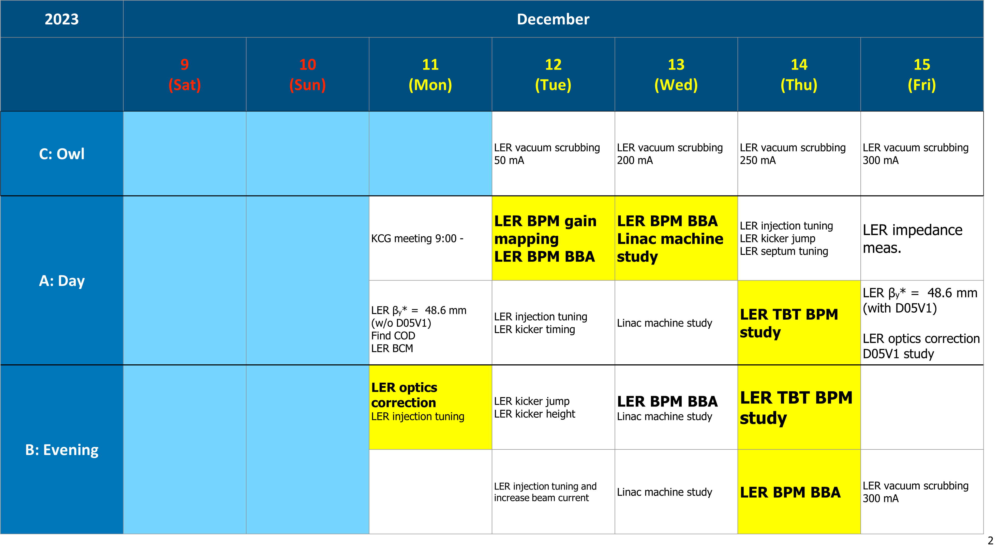 2023
December
9
(Sat)
10
(Sun)
11
(Mon)
12
(Tue)
13
(Wed)
14
(Thu)
15
(Fri)
C: Owl
LER vacuum scrubbing
50 mA
LER vacuum scrubbing
200 mA
LER vacuum scrubbing
250 mA
LER vacuum scrubbing
300 mA
A: Day
KCG meeting 9:00 -
LER BPM gain
mapping
LER BPM BBA
LER BPM BBA
Linac machine
study
LER injection tuning
LER kicker jump
LER septum tuning
LER impedance
meas.
LER βy* =  48.6 mm
(w/o D05V1)
Find COD
LER BCM
LER injection tuning
LER kicker timing
Linac machine study
LER TBT BPM
study
LER βy* =  48.6 mm
(with D05V1)
LER optics correction
D05V1 study
B: Evening
LER optics
correction
LER injection tuning
LER kicker jump
LER kicker height
LER BPM BBA
Linac machine study
LER TBT BPM
study
LER injection tuning and
increase beam current
Linac machine study
LER BPM BBA
LER vacuum scrubbing
300 mA
2